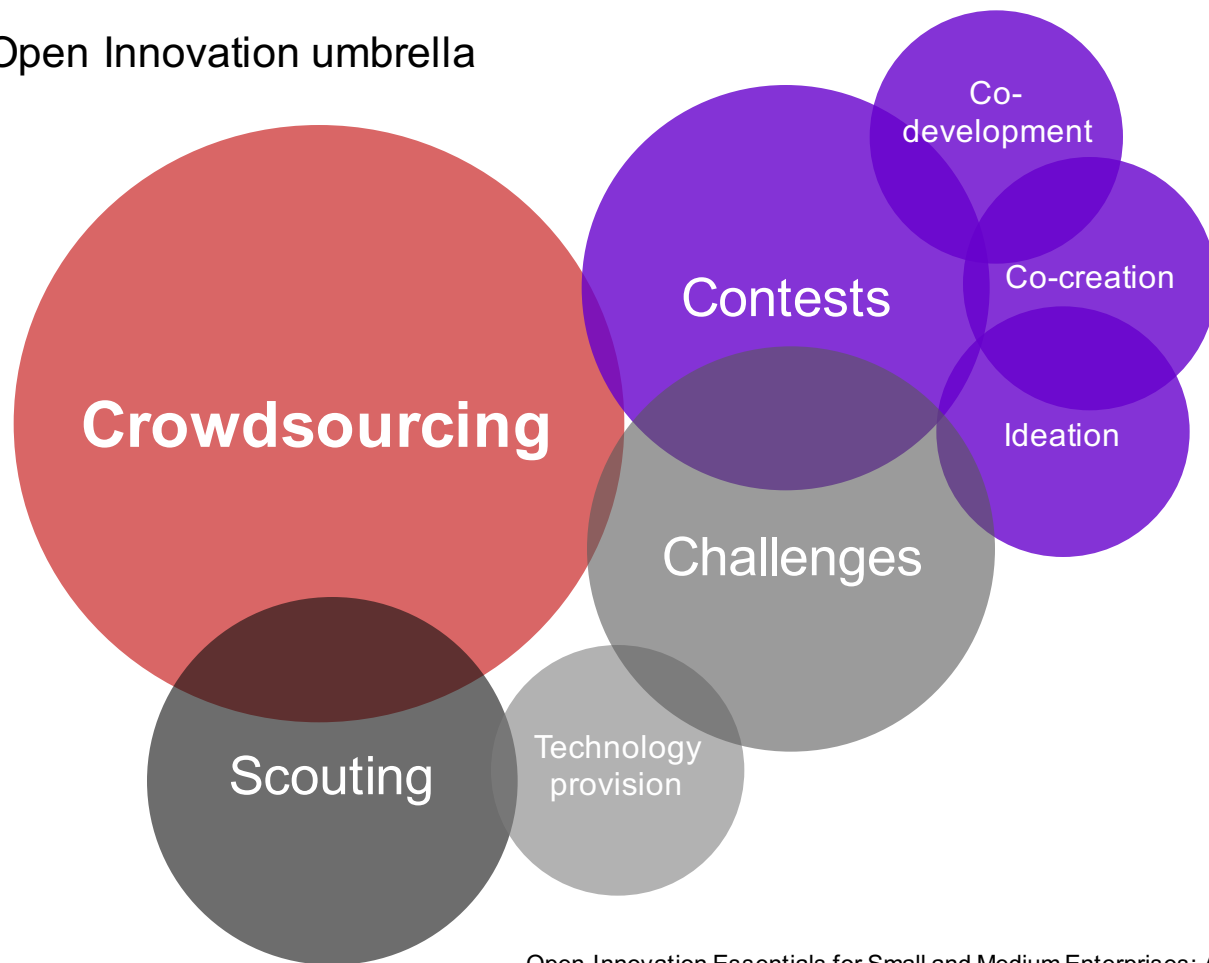 Open Innovation umbrella
Co-
development
Contests
Co-creation
Crowdsourcing
Ideation
Challenges
Scouting
Technology
provision
Open Innovation Essentials for Small and Medium Enterprises: